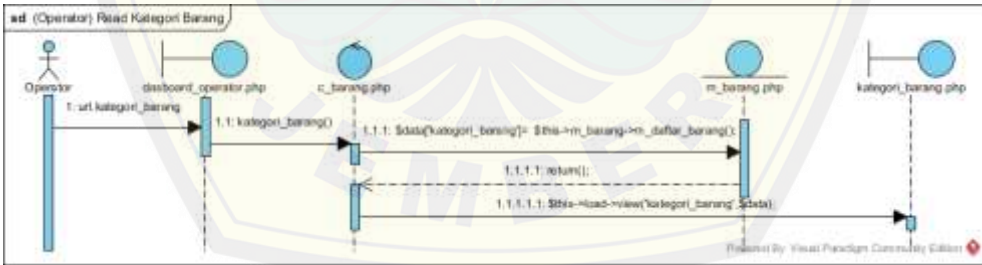 sd (Operator) Read Kategori Barang
Operator
dasboard_operator.php
c_barang.php
m_barang.php
kategori_barang.php
1: url.kategori_barang
1.1: kategori_barang()
1.1.1: $data['kategori_barang']= $this->m_barang->m_daftar_barang();
1.1.1.1: return();
1.1.1.1.1: $this->load->view('kategori_barang',$data)
EMBER
Powered By Visual Paradigm Community Edition